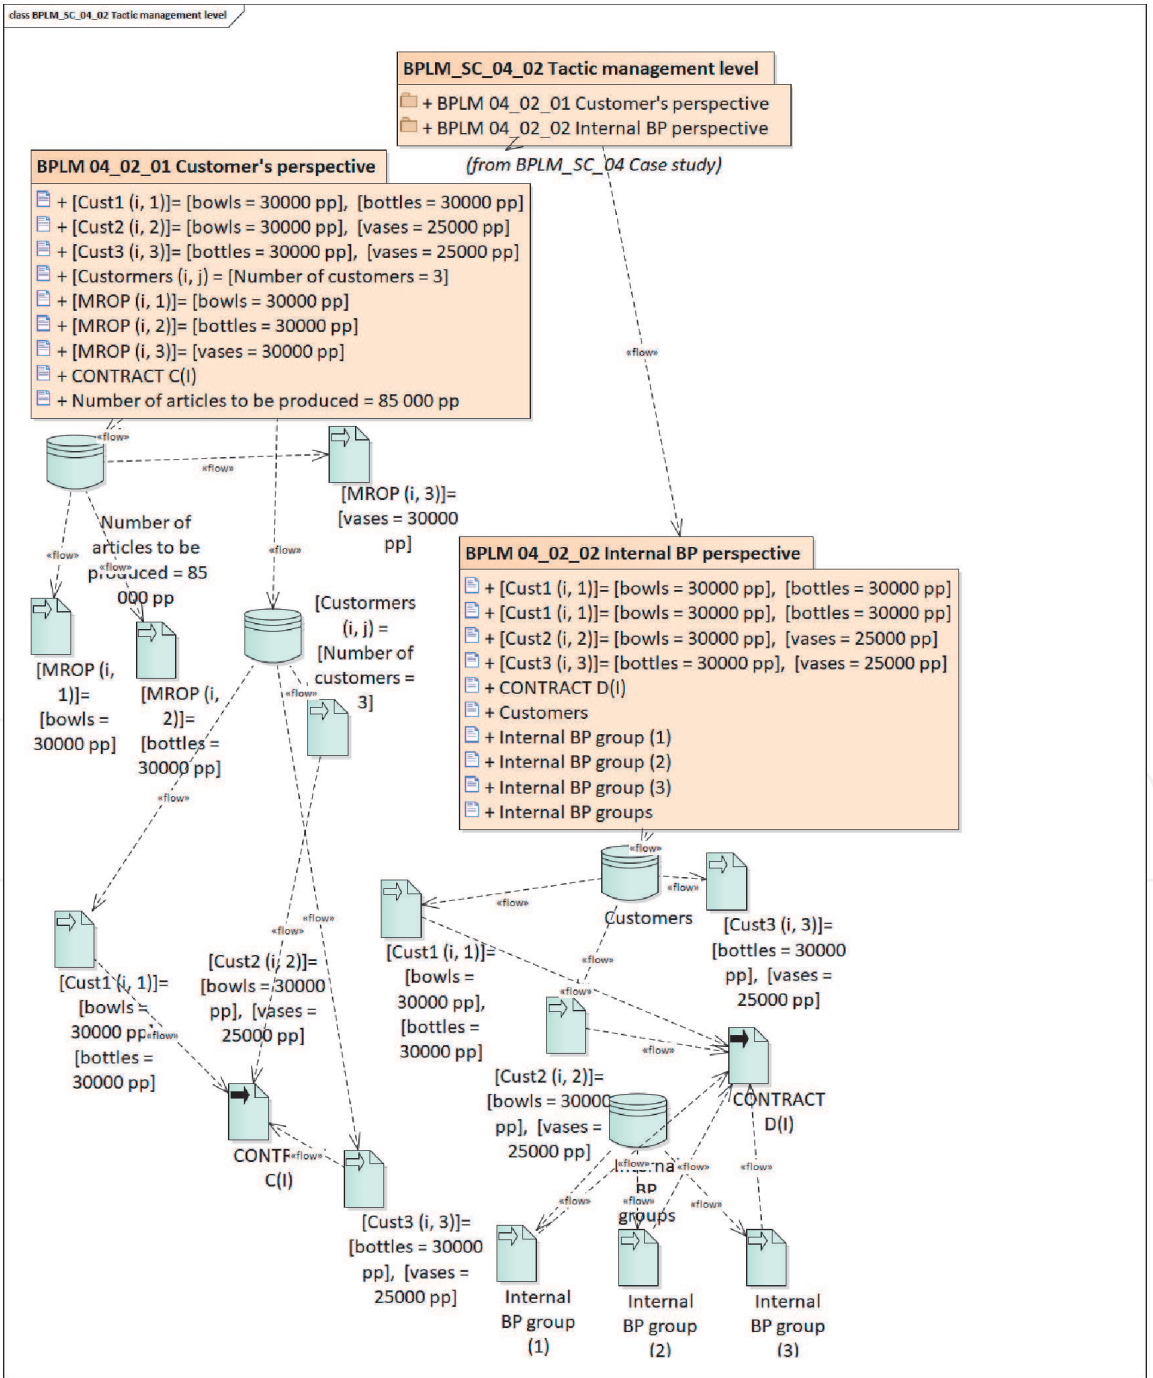 class BPLM_SC_04_02 Tactic management level
BPLM_SC_04_02 Tactic management level
+ BPLM 04_02_01 Customer's perspective
+ BPLM 04_02_02 Internal BP perspective
(from BPLM_SC_04 Case study)
BPLM 04_02_01 Customer's perspective
+ [Cust1 (i, 1)]= [bowls = 30000 pp], [bottles = 30000 pp]
+ [Cust2 (i, 2)]= [bowls = 30000 pp], [vases = 25000 pp]
+ [Cust3 (i, 3)]= [bottles = 30000 pp], [vases = 25000 pp]
+ [Custormers (i, j) = [Number of customers = 3]
+ [MROP (i, 1)]= [bowls = 30000 pp]
+ [MROP (i, 2)]= [bottles = 30000 pp]
+ [MROP (i, 3)]= [vases = 30000 pp]
+ CONTRACT C(I)
+ Number of articles to be produced = 85 000 pp
«flow»
«flow»
«flow»
[MROP (i, 3)]=
[vases = 30000
pp]
Number of
articles to be
produced = 85
000 pp
«flow»
«flow»
«flow»
[MROP (i,
1)]=
[bowls =
30000 pp]
[MROP (i,
2)]=
[bottles =
30000 pp]
[Custormers
(i, j) =
[Number of
customers =
3]
«flow»
«flow»
«flow»
«flow»
[Cust1 (i, 1)]=
[bowls =
30000 pp],
[bottles =
30000 pp]
«flow»
[Cust2 (i, 2)]=
[bowls = 30000
pp], [vases =
25000 pp]
CONTRACT
C(I)
«flow»
[Cust3 (i, 3)]=
[bottles = 30000
pp], [vases =
25000 pp]
BPLM 04_02_02 Internal BP perspective
+ [Cust1 (i, 1)]= [bowls = 30000 pp], [bottles = 30000 pp]
+ [Cust1 (i, 1)]= [bowls = 30000 pp], [bottles = 30000 pp]
+ [Cust2 (i, 2)]= [bowls = 30000 pp], [vases = 25000 pp]
+ [Cust3 (i, 3)]= [bottles = 30000 pp], [vases = 25000 pp]
+ CONTRACT D(I)
+ Customers
+ Internal BP group (1)
+ Internal BP group (2)
+ Internal BP group (3)
+ Internal BP groups
«flow»
Customers
«flow»
«flow»
«flow»
«flow»
«flow»
[Cust1 (i, 1)]=
[bowls =
30000 pp],
[bottles =
30000 pp]
[Cust3 (i, 3)]=
[bottles = 30000
pp], [vases =
25000 pp]
[Cust2 (i, 2)]=
[bowls = 30000
pp], [vases =
25000 pp]
CONTRACT
D(I)
Internal
BP
groups
«flow»
«flow»
«flow»
«flow»
«flow»
«flow»
Internal
BP group
(1)
Internal
BP group
(2)
Internal
BP group
(3)